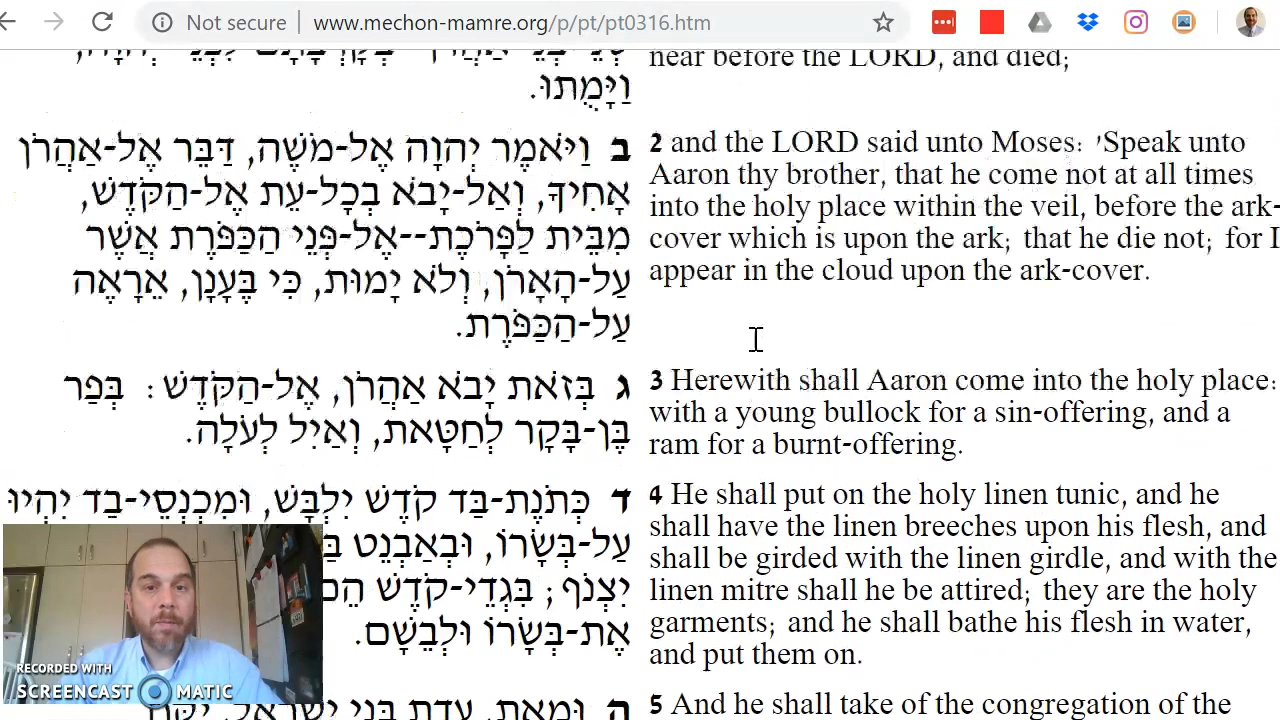 Not secure | www.mechon-mamre.org/p/pt/pt0316.htm
near before the LORD, and died;
וַיָּמֻתוּ.
ב וַיֹּאמֶר יְהוָה אֶל-מֹשֶׁה, דַּבֵּר אֶל-אַהֲרֹן
אָחִיךָ, וְאַל-יָבֹא בְכָל-עֵת אֶל-הַקֹּדֶשׁ,
מִבֵּית לַפָּרֹכֶת--אֶל-פְּנֵי הַכַּפֹּרֶת אֲשֶׁר
עַל-הָאָרֹן, וְלֹא יָמוּת, כִּי בֶּעָנָן, אֵרָאֶה
עַל-הַכַּפֹּרֶת.
2 and the LORD said unto Moses: 'Speak unto
Aaron thy brother, that he come not at all times
into the holy place within the veil, before the ark-
cover which is upon the ark; that he die not; for I
appear in the cloud upon the ark-cover.
ג בְּזֹאת יָבֹא אַהֲרֹן, אֶל-הַקֹּדֶשׁ: בְּפַר
בֶּן-בָּקָר לְחַטָּאת, וְאַיִל לְעֹלָה.
3 Herewith shall Aaron come into the holy place:
with a young bullock for a sin-offering, and a
ram for a burnt-offering.
ד כְּתֹנֶת-בַּד קֹדֶשׁ יִלְבָּשׁ, וּמִכְנְסֵי-בַד יִהְיוּ
עַל-בְּשָׂרוֹ, וּבְאַבְנֵט
יִצְנֹף; בִּגְדֵי-קֹדֶשׁ הֵם
אֶת-בְּשָׂרוֹ וּלְבֵשָׁם.
4 He shall put on the holy linen tunic, and he
shall have the linen breeches upon his flesh, and
shall be girded with the linen girdle, and with the
linen mitre shall he be attired; they are the holy
garments; and he shall bathe his flesh in water,
and put them on.
ה וּמֵאֵת, עֲדַת בְּנֵי יִשְׂרָאֵל, יִקַּח
5 And he shall take of the congregation of the
RECORDED WITH
SCREENCAST MATIC